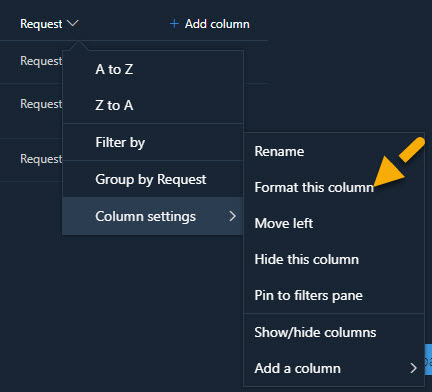 Request
+ Add column
Request
A to Z
Request
Z to A
Filter by
Request
Group by Request
Column settings
Rename
Format this column
Move left
Hide this column
Pin to filters pane
Show/hide columns
Add a column